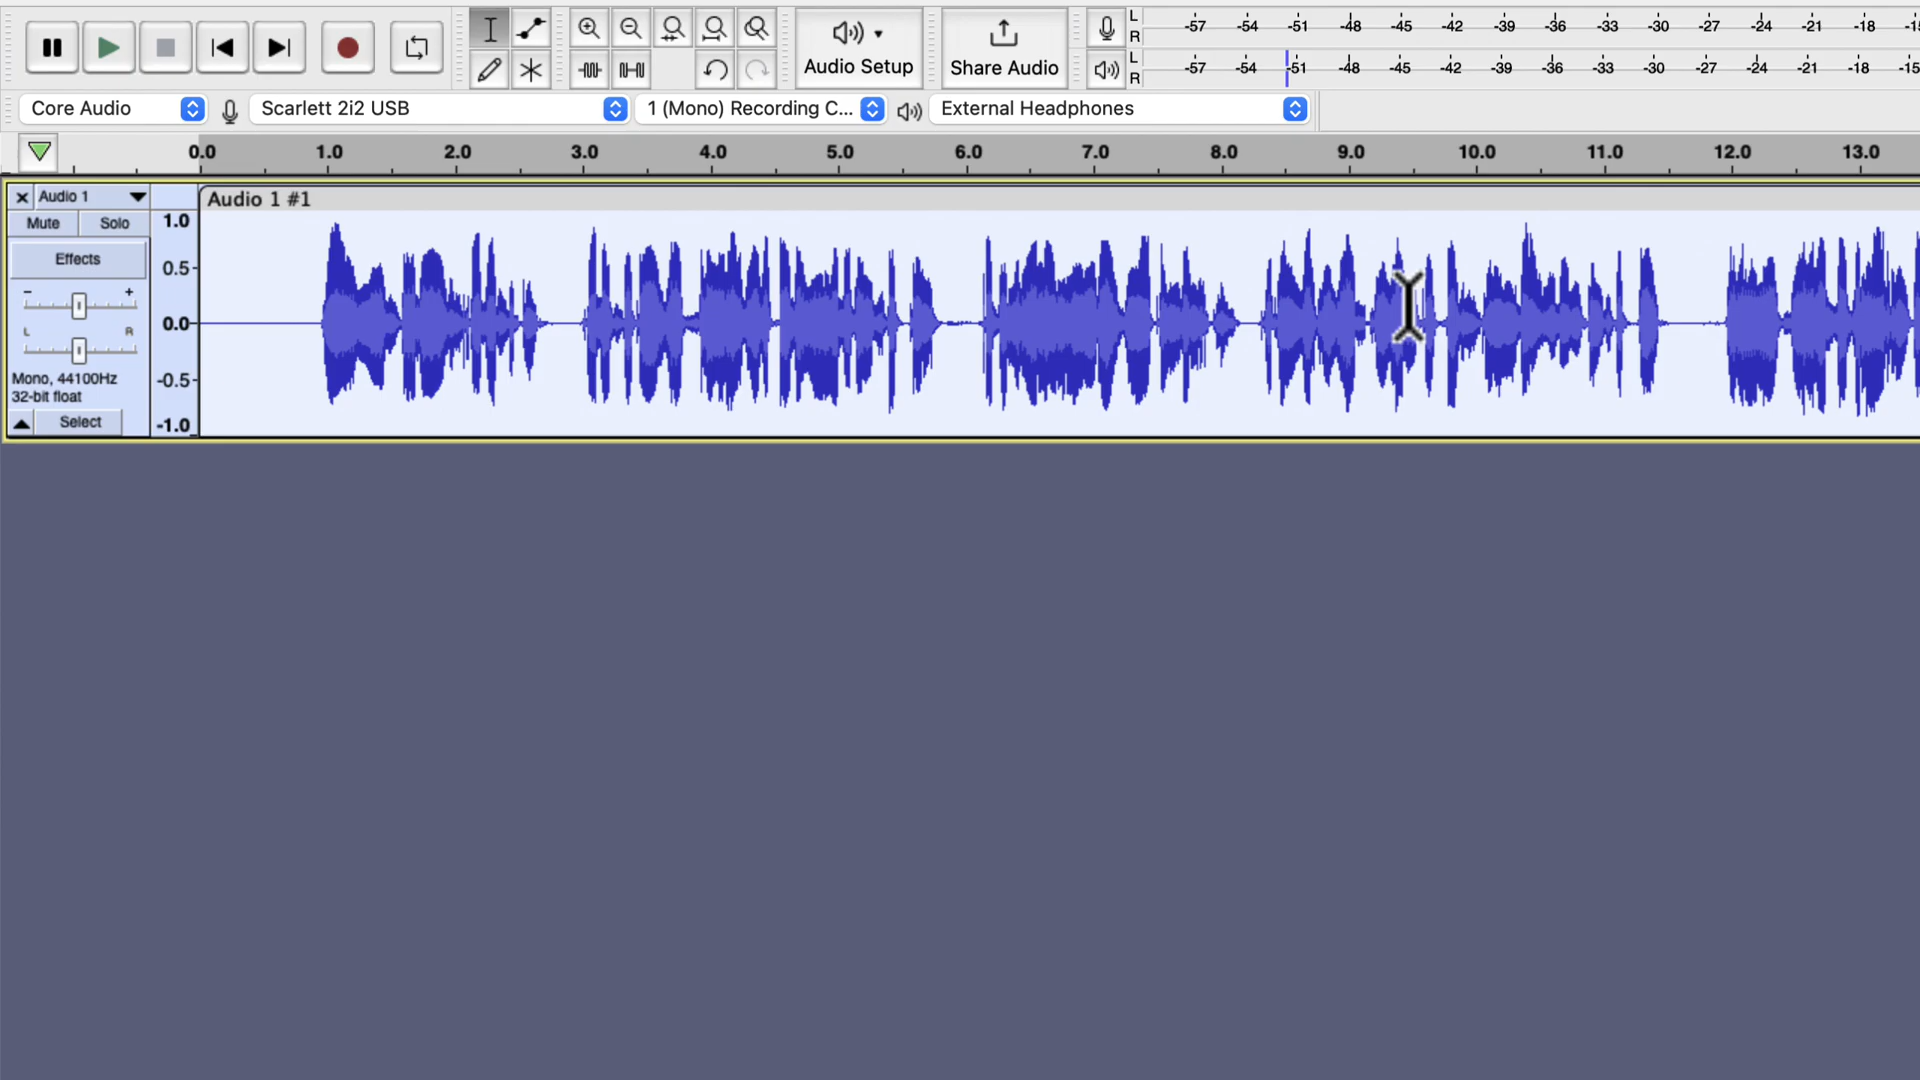 L
R
-57 -54 -51 -48 -45 -42 -39 -36 -33 -30 -27 -24 -21 -18 -15
Audio Setup
Share Audio
L
R
-57 -54 -51 -48 -45 -42 -39 -36 -33 -30 -27 -24 -21 -18 -15
Core Audio
Scarlett 2i2 USB
1 (Mono) Recording C...
External Headphones
0.0 1.0 2.0 3.0 4.0 5.0 6.0 7.0 8.0 9.0 10.0 11.0 12.0 13.0
Audio 1
Audio 1 #1
Mute Solo
Effects
- +
L R
Mono, 44100Hz
32-bit float
Select
1.0
0.5
0.0
-0.5
-1.0